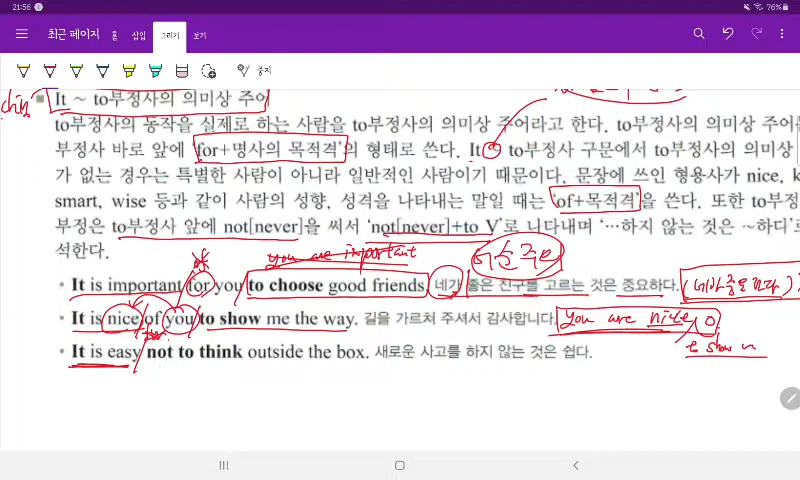 21:56
76%
최근 페이지 홈 삽입 그리기 보기
중지
It ~ to부정사의 의미상 주어
to부정사의 동작을 실제로 하는 사람을 to부정사의 의미상 주어라고 한다. to부정사의 의미상 주어는
부정사 바로 앞에 'for+명사의 목적격'의 형태로 쓴다. It to부정사 구문에서 to부정사의 의미상
가 없는 경우는 특별한 사람이 아니라 일반적인 사람이기 때문이다. 문장에 쓰인 형용사가 nice, k
smart, wise 등과 같이 사람의 성향, 성격을 나타내는 말일 때는 'of+목적격'을 쓴다. 또한 to부정
부정은 to부정사 앞에 not[never]을 써서 'not[never]+to V'로 나타내며 '…하지 않는 것은 ~하다'로
석한다.
you are important
It is important for you to choose good friends. 네가 좋은 친구를 고르는 것은 중요하다.
It is nice of you to show me the way. 길을 가르쳐 주셔서 감사합니다. You are nice O
to show
It is easy not to think outside the box. 새로운 사고를 하지 않는 것은 쉽다.